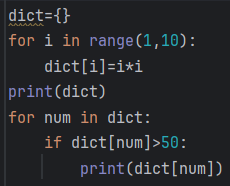 dict={}
for i in range(1,10):
    dict[i]=i*i
print(dict)
for num in dict:
    if dict[num]>50:
        print(dict[num])